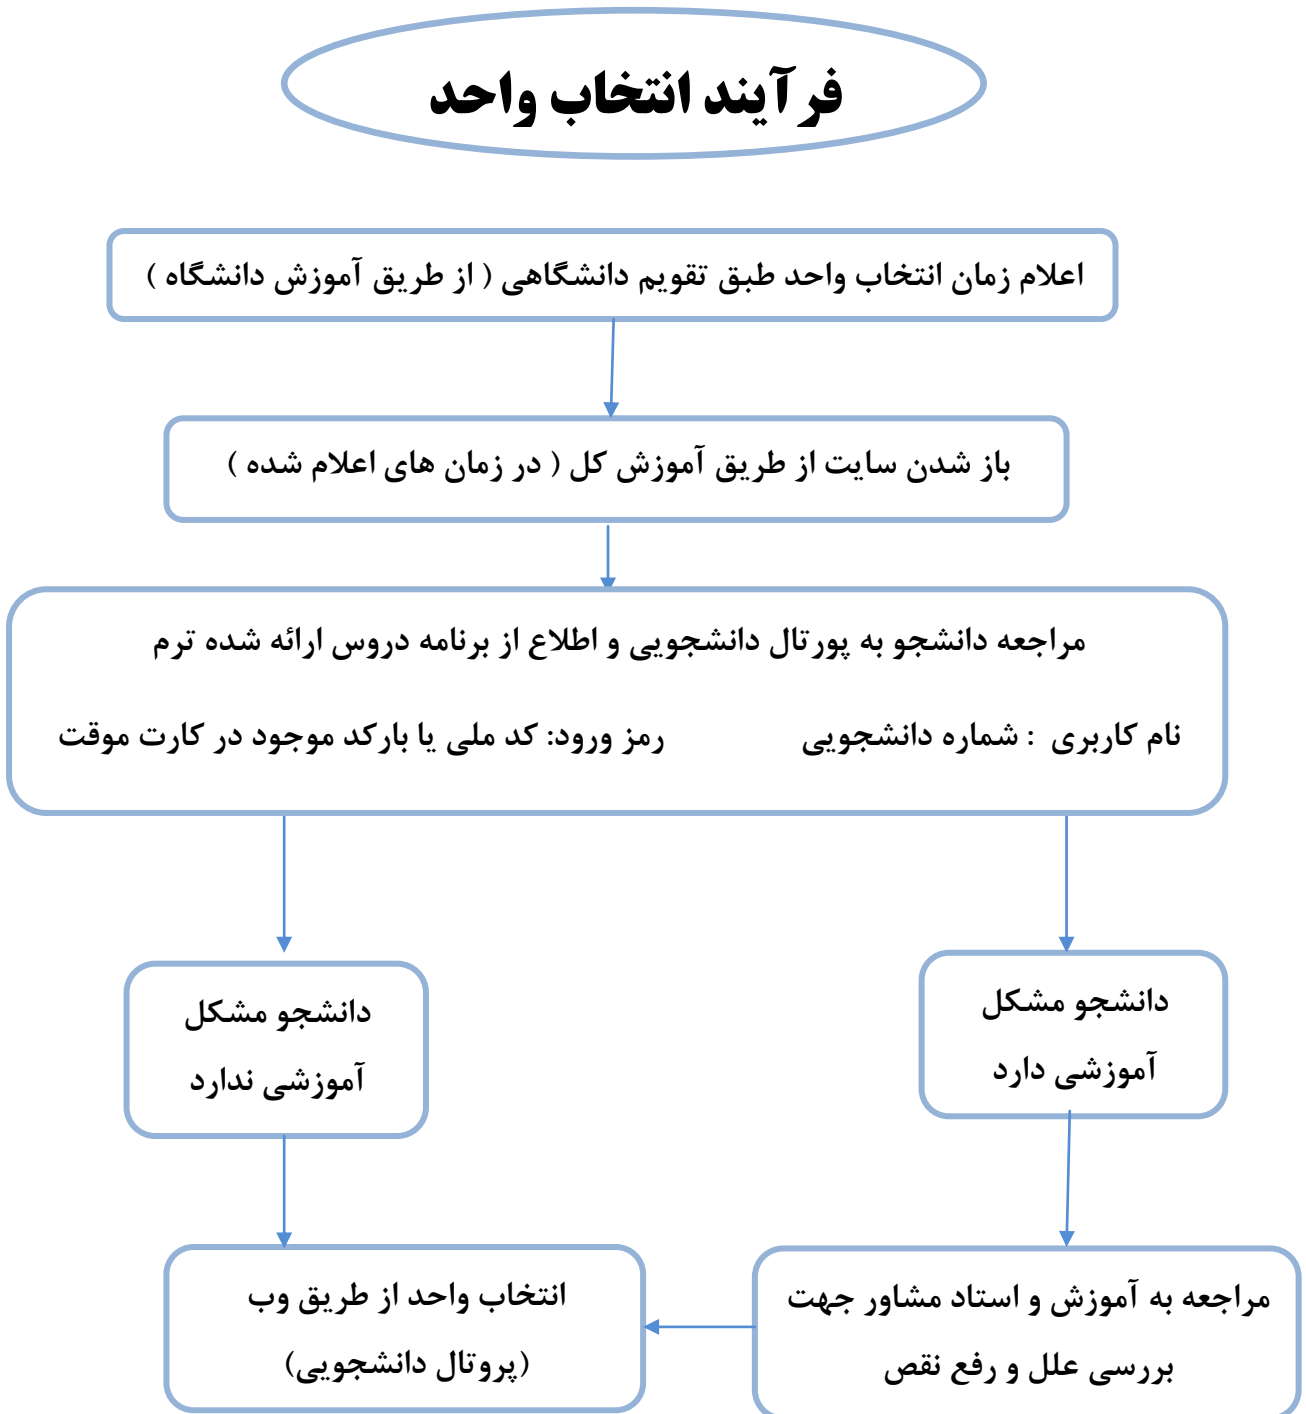 فرآیند انتخاب واحد
اعلام زمان انتخاب واحد طبق تقویم دانشگاهی ( از طریق آموزش دانشگاه )
باز شدن سایت از طریق آموزش کل ( در زمان های اعلام شده )
مراجعه دانشجو به پورتال دانشجویی و اطلاع از برنامه دروس ارائه شده ترم
نام کاربری : شماره دانشجویی رمز ورود: کد ملی یا بارکد موجود در کارت موقت
دانشجو مشکل
آموزشی دارد
دانشجو مشکل
آموزشی ندارد
مراجعه به آموزش و استاد مشاور جهت
بررسی علل و رفع نقص
انتخاب واحد از طریق وب
(پروتال دانشجویی)